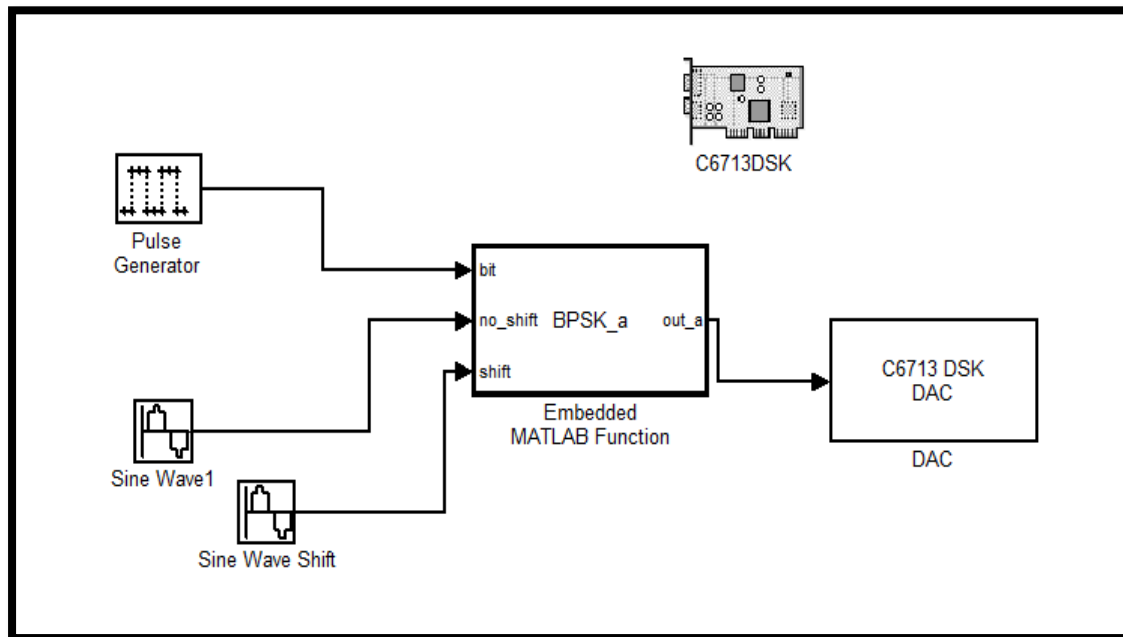 C6713DSK
Pulse
Generator
bit
no_shift
BPSK_a
out_a
shift
C6713 DSK
DAC
Embedded
MATLAB Function
DAC
Sine Wave1
Sine Wave Shift